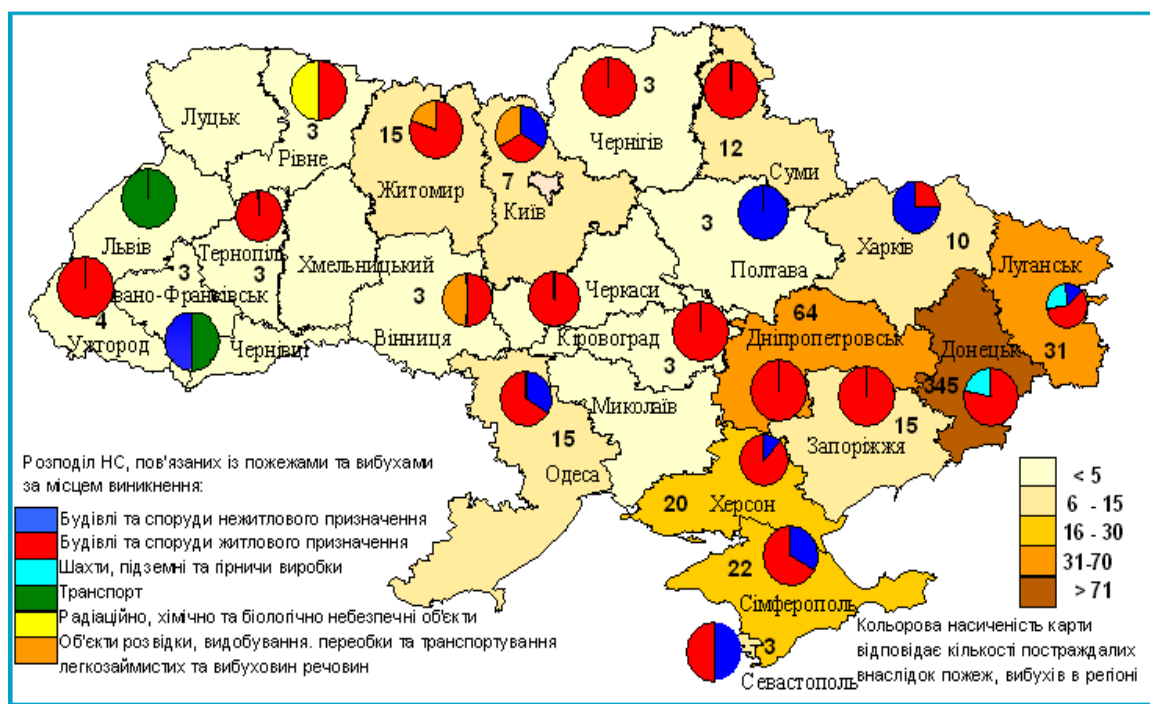 Луцьк
3
Рівне
15
Житомир
7
Київ
3
Чернігів
12
Суми
Львів
3
Тернопіль
3
Хмельницький
3
Полтава
10
Харків
Луганськ
31
Івано-Франківськ
4
Ужгород
Чернівці
3
Вінниця
Черкаси
Кіровоград
3
64
Дніпропетровськ
Донецьк
345
15
Запоріжжя
Миколаїв
15
Одеса
20
Херсон
22
Сімферополь
3
Севастополь
Розподіл НС, пов'язаних із пожежами та вибухами
за місцем виникнення:
Будівлі та споруди нежитлового призначення
Будівлі та споруди житлового призначення
Шахти, підземні та гірничи виробки
Транспорт
Радіаційно, хімічно та біологічно небезпечні об'єкти
Об'єкти розвідки, видобування. переобки та транспортування
легкозаймистих та вибуховин речовин
< 5
6 - 15
16 - 30
31-70
> 71
Кольорова насиченість карти
відповідає кількості постраждалих
внаслідок пожеж, вибухів в регіоні